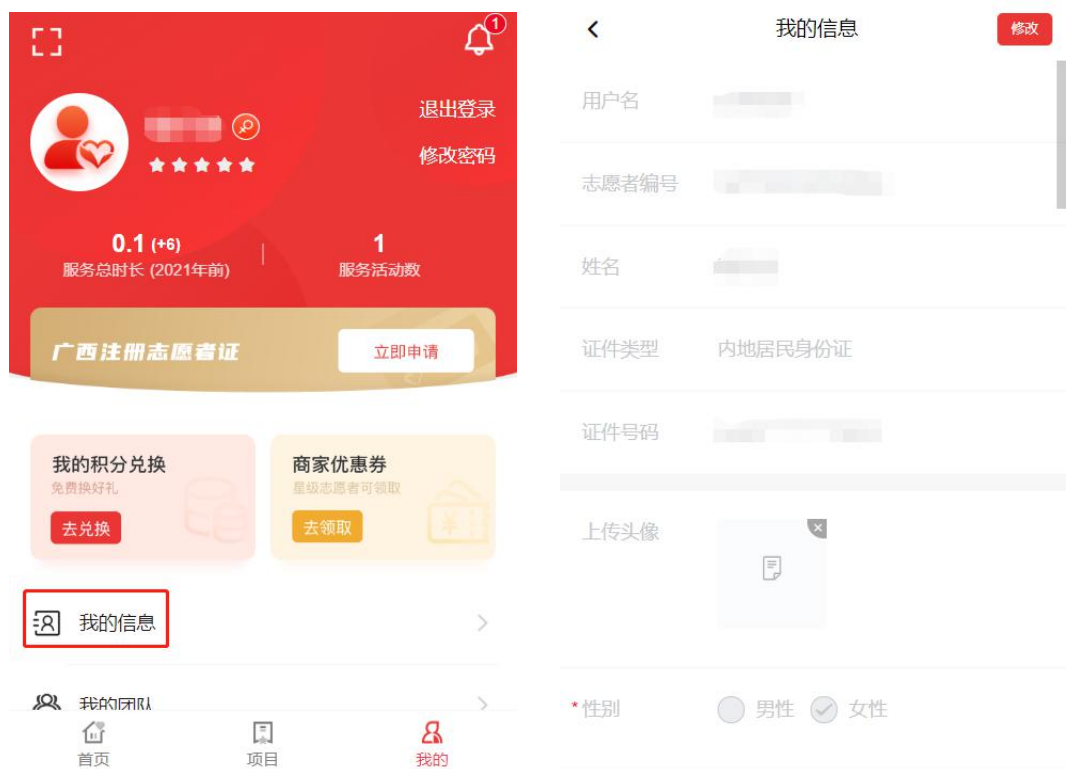 1
退出登录
修改密码
0.1 (+6)
服务总时长 (2021年前)
1
服务活动数
广西注册志愿者证
立即申请
我的积分兑换
免费换好礼
去兑换
商家优惠券
星级志愿者可领取
去领取
我的信息
我的团队
首页
项目
我的
我的信息
修改
用户名
志愿者编号
姓名
证件类型
内地居民身份证
证件号码
上传头像
*性别
男性
女性